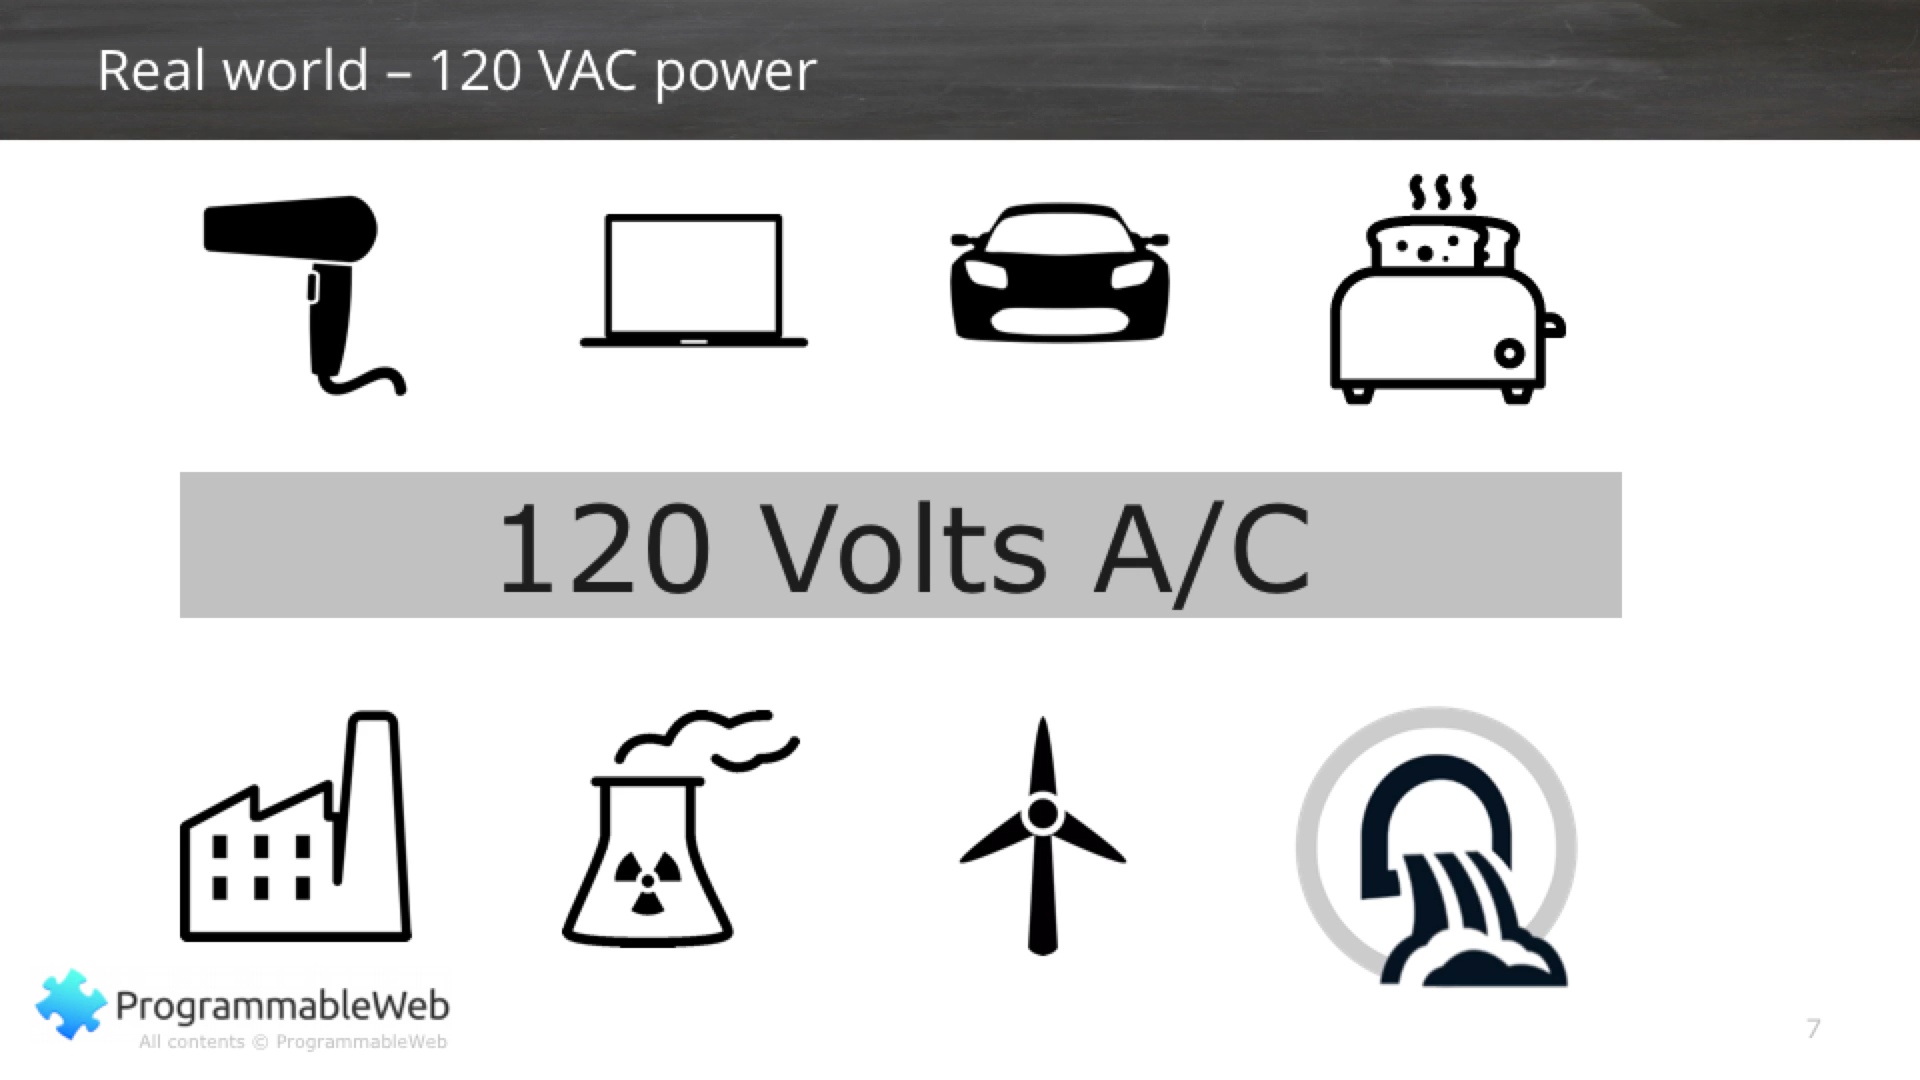 Real world – 120 VAC power
120 Volts A/C
ProgrammableWeb
All contents © ProgrammableWeb
7